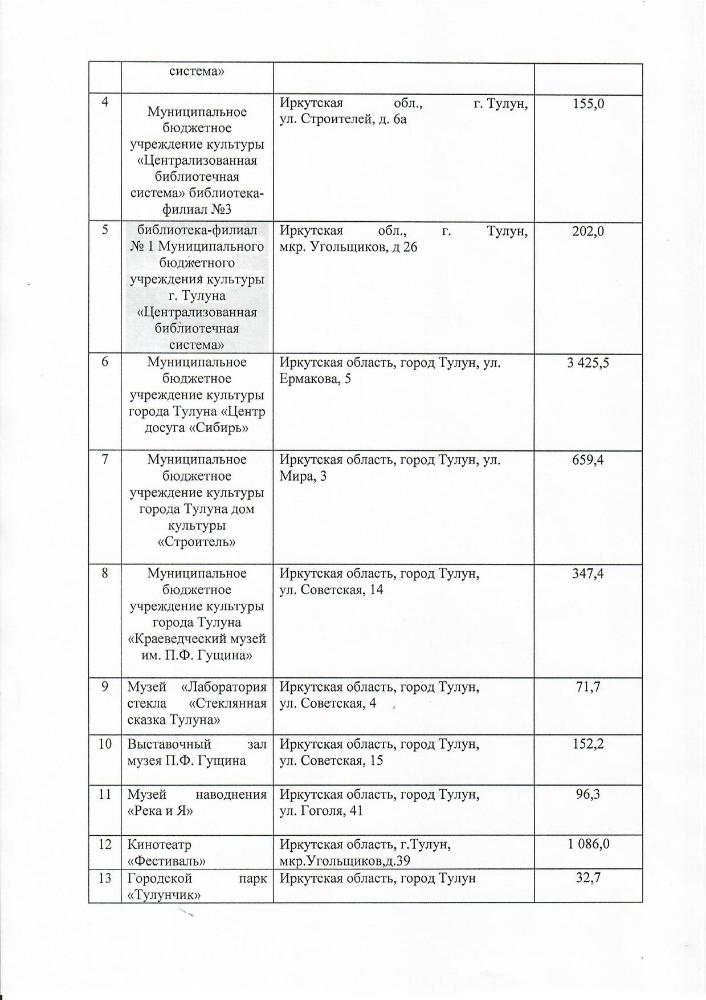 система»
4
Муниципальное
бюджетное
учреждение культуры
«Централизованная
библиотечная
система» библиотека-
филиал №3
Иркутская обл., г. Тулун,
ул. Строителей, д. 6а
155,0
5
библиотека-филиал
№ 1 Муниципального
бюджетного
учреждения культуры
г. Тулуна
«Централизованная
библиотечная
система»
Иркутская обл., г. Тулун,
мкр. Угольщиков, д 26
202,0
6
Муниципальное
бюджетное
учреждение культуры
города Тулуна «Центр
досуга «Сибирь»
Иркутская область, город Тулун, ул.
Ермакова, 5
3 425,5
7
Муниципальное
бюджетное
учреждение культуры
города Тулуна дом
культуры
«Строитель»
Иркутская область, город Тулун, ул.
Мира, 3
659,4
8
Муниципальное
бюджетное
учреждение культуры
города Тулуна
«Краеведческий музей
им. П.Ф. Гущина»
Иркутская область, город Тулун,
ул. Советская, 14
347,4
9
Музей «Лаборатория
стекла «Стеклянная
сказка Тулуна»
Иркутская область, город Тулун,
ул. Советская, 4
71,7
10
Выставочный зал
музея П.Ф. Гущина
Иркутская область, город Тулун,
ул. Советская, 15
152,2
11
Музей наводнения
«Река и Я»
Иркутская область, город Тулун,
ул. Гоголя, 41
96,3
12
Кинотеатр
«Фестиваль»
Иркутская область, г.Тулун,
мкр.Угольщиков,д.39
1 086,0
13
Городской парк
«Тулунчик»
Иркутская область, город Тулун
32,7